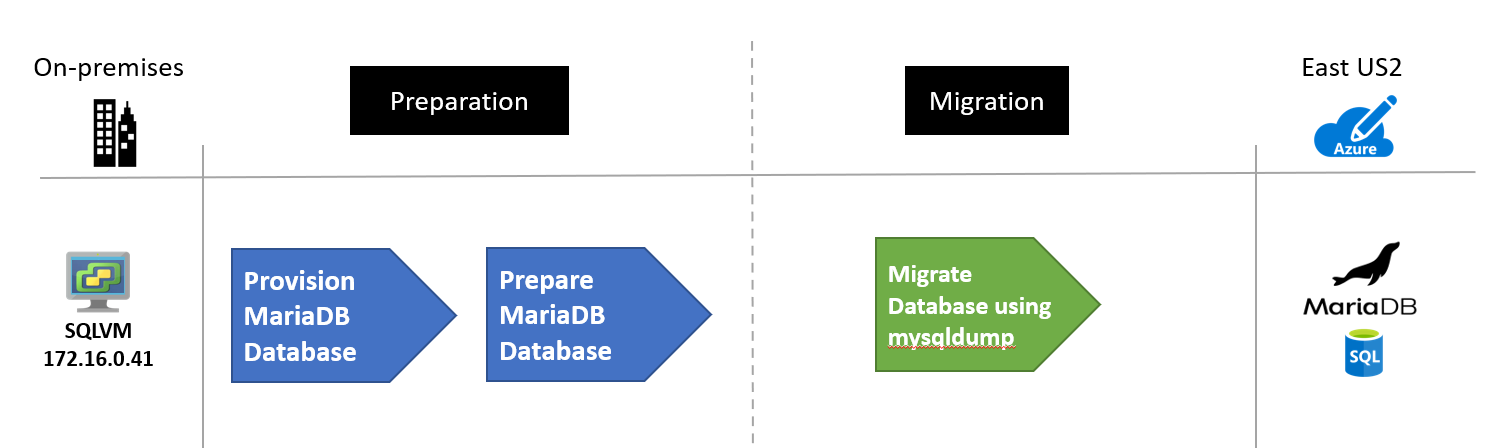 On-premises
Preparation
Migration
East US2
Azure
SQLVM
172.16.0.41
Provision
MariaDB
Database
Prepare
MariaDB
Database
Migrate
Database using
mysqldump
MariaDB
SQL